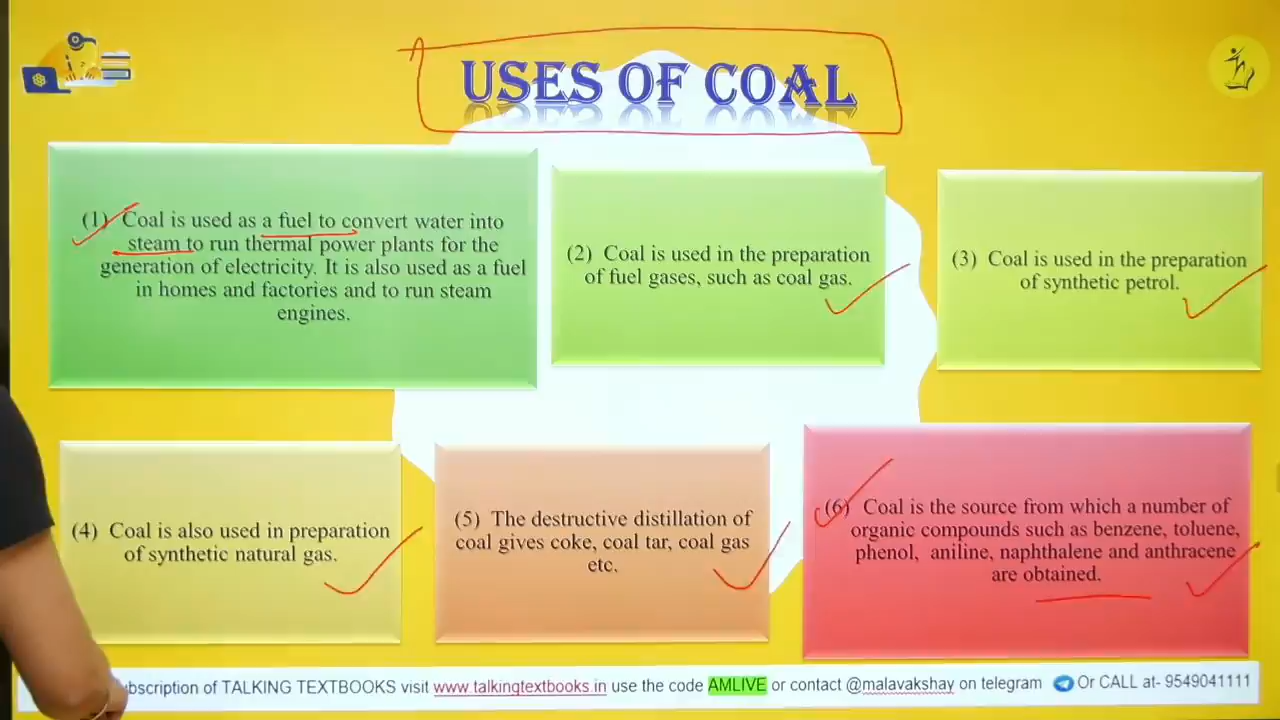 USES OF COAL
(1) Coal is used as a fuel to convert water into
steam to run thermal power plants for the
generation of electricity. It is also used as a fuel
in homes and factories and to run steam
engines.
(2) Coal is used in the preparation
of fuel gases, such as coal gas.
(3) Coal is used in the preparation
of synthetic petrol.
(4) Coal is also used in preparation
of synthetic natural gas.
(5) The destructive distillation of
coal gives coke, coal tar, coal gas
etc.
(6) Coal is the source from which a number of
organic compounds such as benzene, toluene,
phenol, aniline, naphthalene and anthracene
are obtained.
ubscription of TALKING TEXTBOOKS visit www.talkingtextbooks.in use the code AMLIVE or contact @malavakshay on telegram Or CALL at- 9549041111